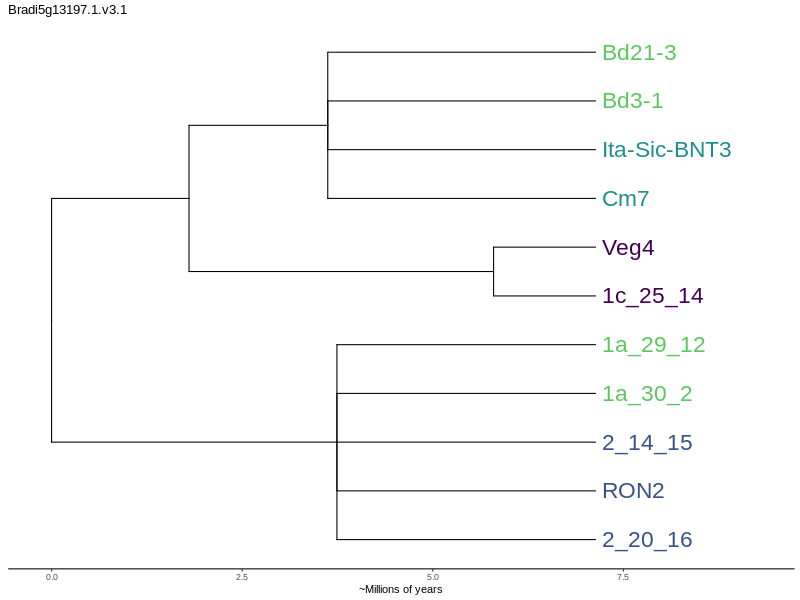 Bradi5g13197.1.v3.1
Bd21-3
Bd3-1
Ita-Sic-BNT3
Cm7
Veg4
1c_25_14
1a_29_12
1a_30_2
2_14_15
RON2
2_20_16
0.0 2.5 5.0 7.5
~Millions of years